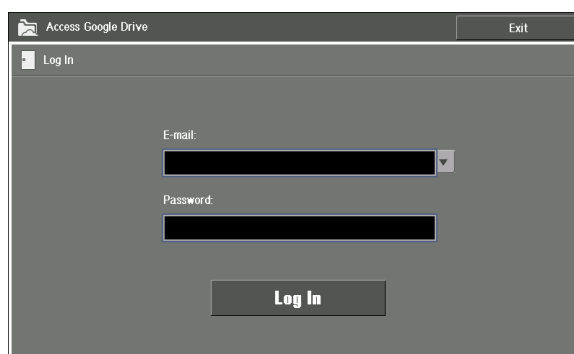 Access Google Drive
Exit
Log In
E-mail:
Password:
Log In